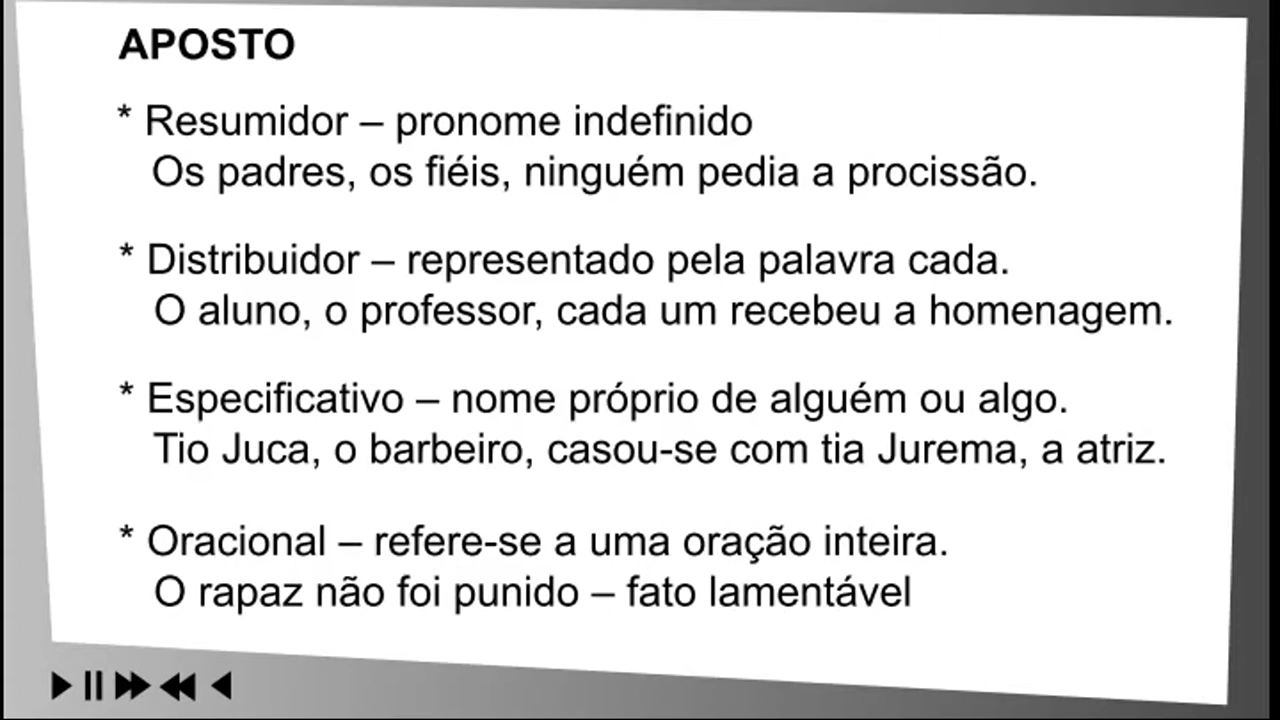 APOSTO
* Resumidor – pronome indefinido
Os padres, os fiéis, ninguém pedia a procissão.
* Distribuidor – representado pela palavra cada.
O aluno, o professor, cada um recebeu a homenagem.
* Especificativo – nome próprio de alguém ou algo.
Tio Juca, o barbeiro, casou-se com tia Jurema, a atriz.
* Oracional – refere-se a uma oração inteira.
O rapaz não foi punido – fato lamentável